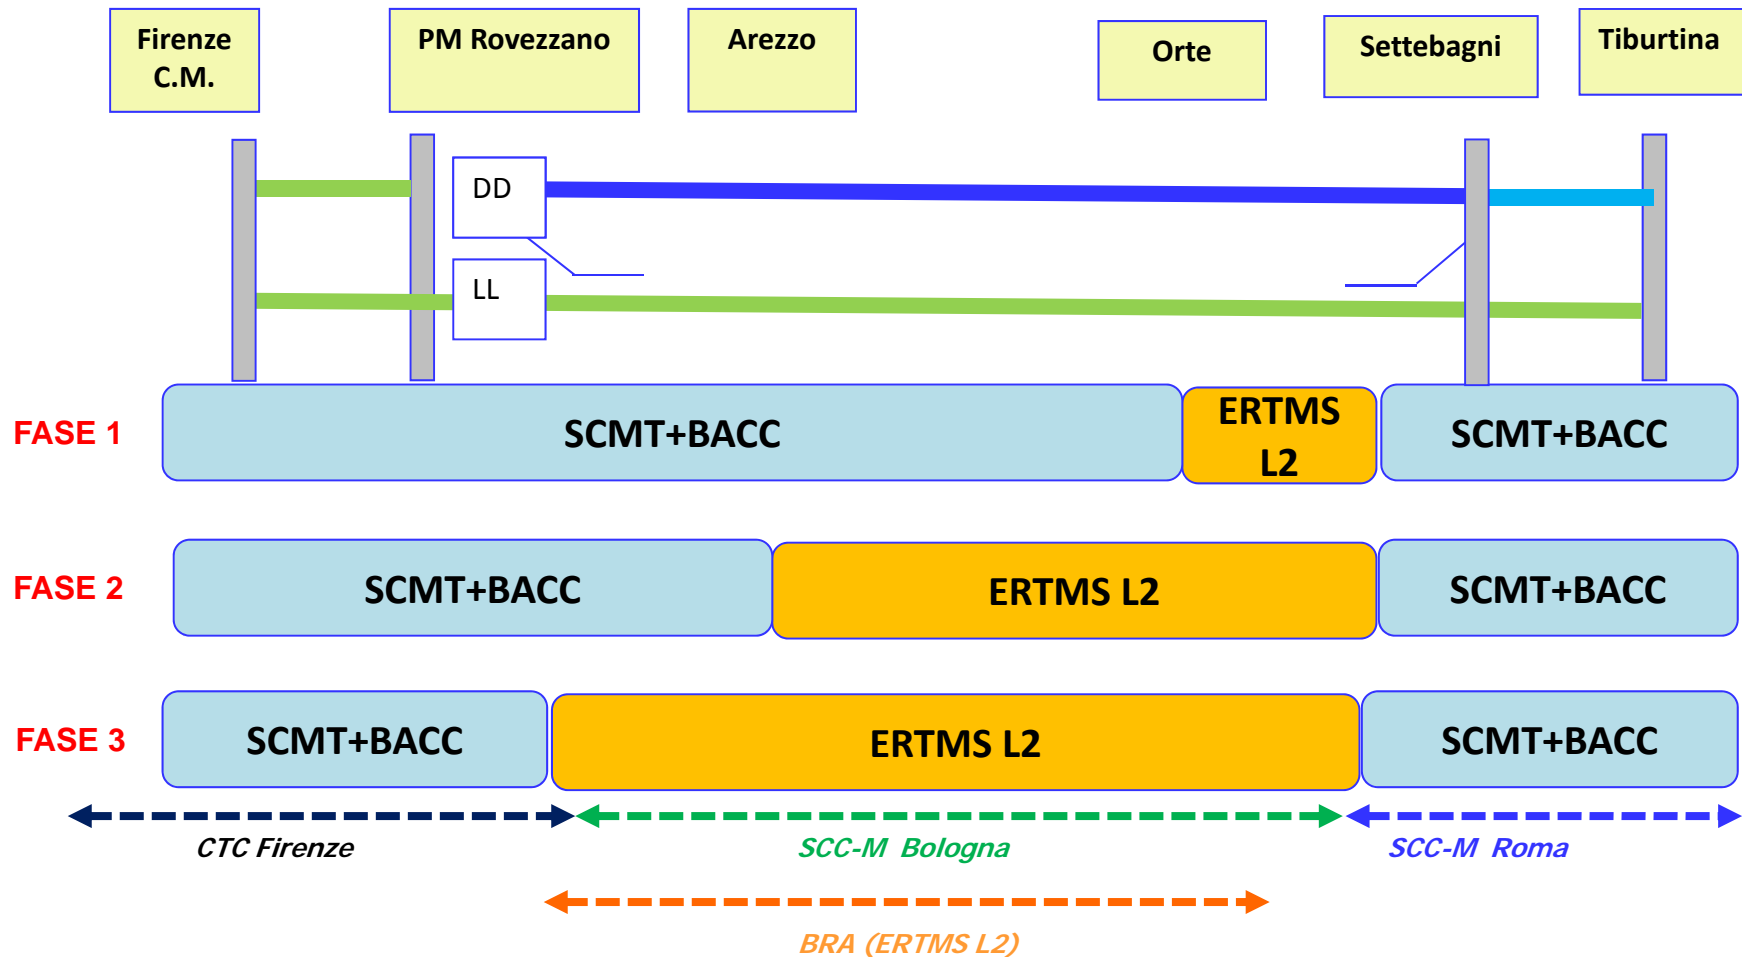 Firenze
C.M.
PM Rovezzano
Arezzo
Orte
Settebagni
Tiburtina
DD
LL
FASE 1
SCMT+BACC
ERTMS
L2
SCMT+BACC
FASE 2
SCMT+BACC
ERTMS L2
SCMT+BACC
FASE 3
SCMT+BACC
ERTMS L2
SCMT+BACC
CTC Firenze
SCC-M Bologna
SCC-M Roma
BRA (ERTMS L2)